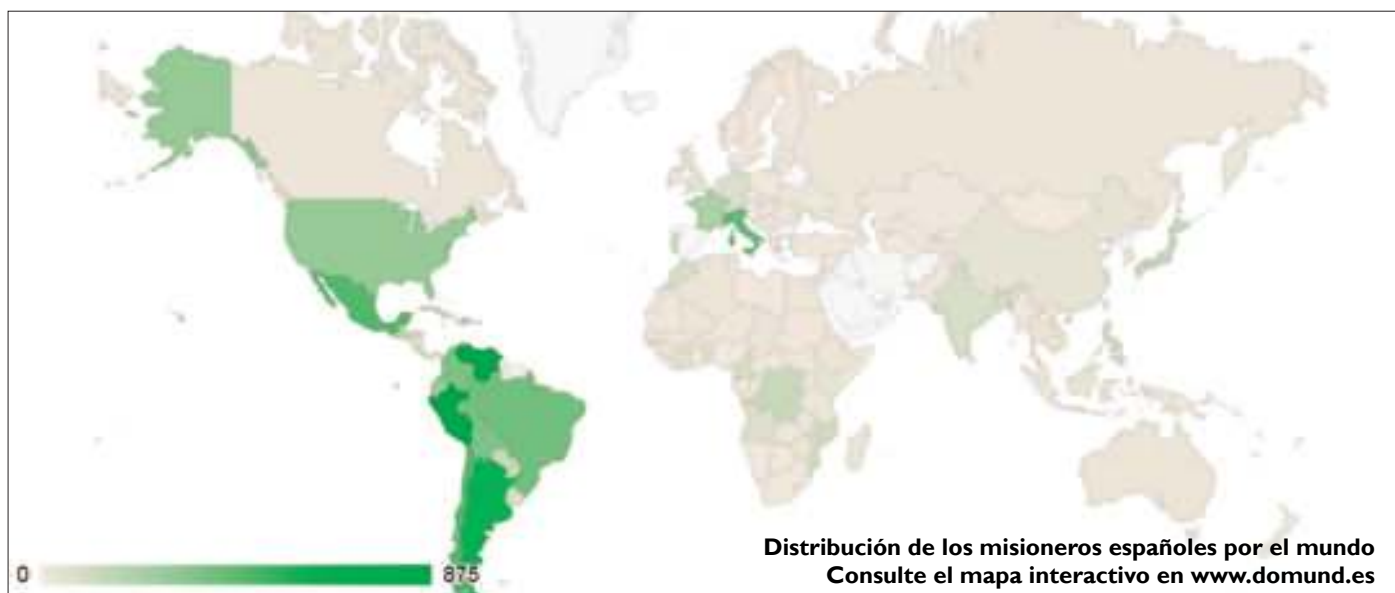 0
875
Distribución de los misioneros españoles por el mundo
Consulte el mapa interactivo en www.domund.es